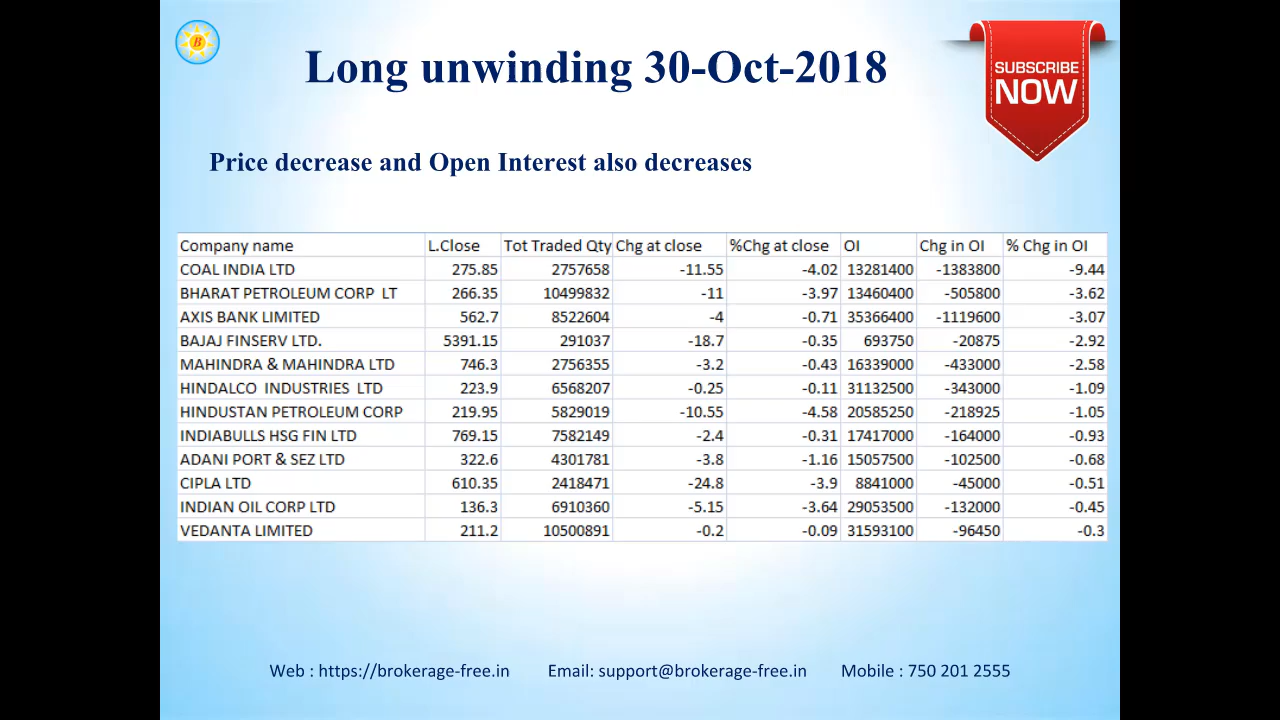 B
Long unwinding 30-Oct-2018
SUBSCRIBE
NOW
Price decrease and Open Interest also decreases
Company name L.Close Tot Traded Qty Chg at close %Chg at close OI Chg in OI % Chg in OI
COAL INDIA LTD 275.85 2757658 -11.55 -4.02 13281400 -1383800 -9.44
BHARAT PETROLEUM CORP LT 266.35 10499832 -11 -3.97 13460400 -505800 -3.62
AXIS BANK LIMITED 562.7 8522604 -4 -0.71 35366400 -1119600 -3.07
BAJAJ FINSERV LTD. 5391.15 291037 -18.7 -0.35 693750 -20875 -2.92
MAHINDRA & MAHINDRA LTD 746.3 2756355 -3.2 -0.43 16339000 -433000 -2.58
HINDALCO INDUSTRIES LTD 223.9 6568207 -0.25 -0.11 31132500 -343000 -1.09
HINDUSTAN PETROLEUM CORP 219.95 5829019 -10.55 -4.58 20585250 -218925 -1.05
INDIABULLS HSG FIN LTD 769.15 7582149 -2.4 -0.31 17417000 -164000 -0.93
ADANI PORT & SEZ LTD 322.6 4301781 -3.8 -1.16 15057500 -102500 -0.68
CIPLA LTD 610.35 2418471 -24.8 -3.9 8841000 -45000 -0.51
INDIAN OIL CORP LTD 136.3 6910360 -5.15 -3.64 29053500 -132000 -0.45
VEDANTA LIMITED 211.2 10500891 -0.2 -0.09 31593100 -96450 -0.3
Web : https://brokerage-free.in Email: support@brokerage-free.in Mobile : 750 201 2555